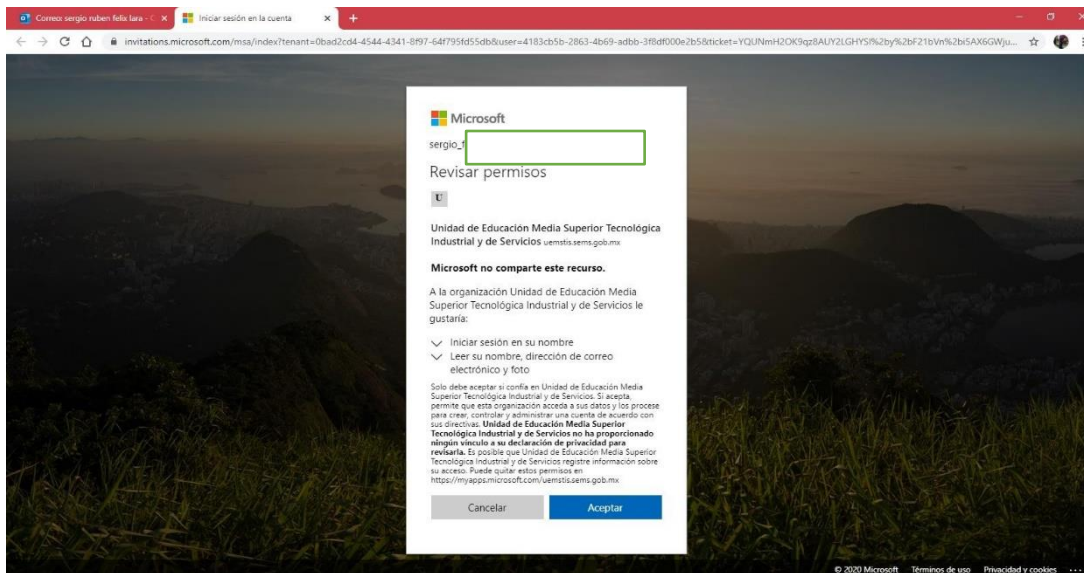 Correo: sergio ruben felix lara - O
Iniciar sesión en la cuenta
invitations.microsoft.com/msa/index?tenant=0bad2cd4-4544-4341-8f97-64f795fd55db&user=4183cb5b-2863-4b69-adbb-3f8df000e2b5&ticket=YQUNmH2OK9qz8AUY2LGHYSl%2by%2bF21bVn%2bi5AX6GWju...
Microsoft
sergio_f
Revisar permisos
U
Unidad de Educación Media Superior Tecnológica
Industrial y de Servicios uemstis.sems.gob.mx
Microsoft no comparte este recurso.
A la organización Unidad de Educación Media
Superior Tecnológica Industrial y de Servicios le
gustaría:
Iniciar sesión en su nombre
Leer su nombre, dirección de correo
electrónico y foto
Solo debe aceptar si confía en Unidad de Educación Media
Superior Tecnológica Industrial y de Servicios. Si acepta,
permite que esta organización acceda a sus datos y los procese
para crear, controlar y administrar una cuenta de acuerdo con
sus directivas. Unidad de Educación Media Superior
Tecnológica Industrial y de Servicios no ha proporcionado
ningún vínculo a su declaración de privacidad para
revisarla. Es posible que Unidad de Educación Media Superior
Tecnológica Industrial y de Servicios registre información sobre
su acceso. Puede quitar estos permisos en
https://myapps.microsoft.com/uemstis.sems.gob.mx
Cancelar Aceptar
© 2020 Microsoft Términos de uso Privacidad y cookies ...